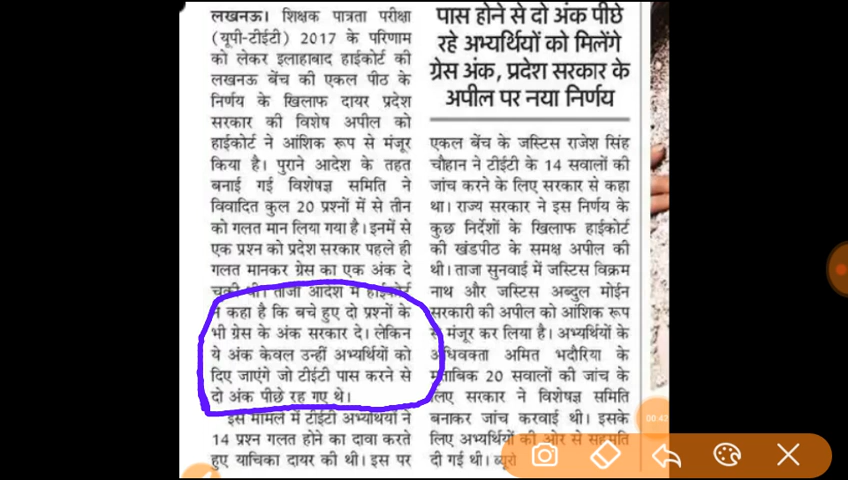 लखनऊ। शिक्षक पात्रता परीक्षा
(यूपी-टीईटी) 2017 के परिणाम
को लेकर इलाहाबाद हाईकोर्ट की
लखनऊ बेंच की एकल पीठ के
निर्णय के खिलाफ दायर प्रदेश
सरकार की विशेष अपील को
हाईकोर्ट ने आंशिक रूप से मंजूर
किया है। पुराने आदेश के तहत
बनाई गई विशेषज्ञ समिति ने
विवादित कुल 20 प्रश्नों में से तीन
को गलत मान लिया गया है। इनमें से
एक प्रश्न को प्रदेश सरकार पहले ही
गलत मानकर ग्रेस का एक अंक दे
चुकी थी। ताजा आदेश में हाईकोर्ट
ने कहा है कि बचे हुए दो प्रश्नों के
भी ग्रेस के अंक सरकार दे। लेकिन
ये अंक केवल उन्हीं अभ्यर्थियों को
दिए जाएंगे जो टीईटी पास करने से
दो अंक पीछे रह गए थे।
इस मामले में टीईटी अभ्यर्थियों ने
14 प्रश्न गलत होने का दावा करते
हुए याचिका दायर की थी। इस पर
पास होने से दो अंक पीछे
रहे अभ्यर्थियों को मिलेंगे
ग्रेस अंक, प्रदेश सरकार के
अपील पर नया निर्णय
एकल बेंच के जस्टिस राजेश सिंह
चौहान ने टीईटी के 14 सवालों की
जांच करने के लिए सरकार से कहा
था। राज्य सरकार ने इस निर्णय के
कुछ निर्देशों के खिलाफ हाईकोर्ट
की खंडपीठ के समक्ष अपील की
थी। ताजा सुनवाई में जस्टिस विक्रम
नाथ और जस्टिस अब्दुल मोईन
सरकारी की अपील को आंशिक रूप
से मंजूर कर लिया है। अभ्यर्थियों के
अधिवक्ता अमित भदौरिया के
मुताबिक 20 सवालों की जांच के
लिए सरकार ने विशेषज्ञ समिति
बनाकर जांच करवाई थी। इसके
लिए अभ्यर्थियों की ओर से सहमति
दी गई थी। ब्यूरो
00:42